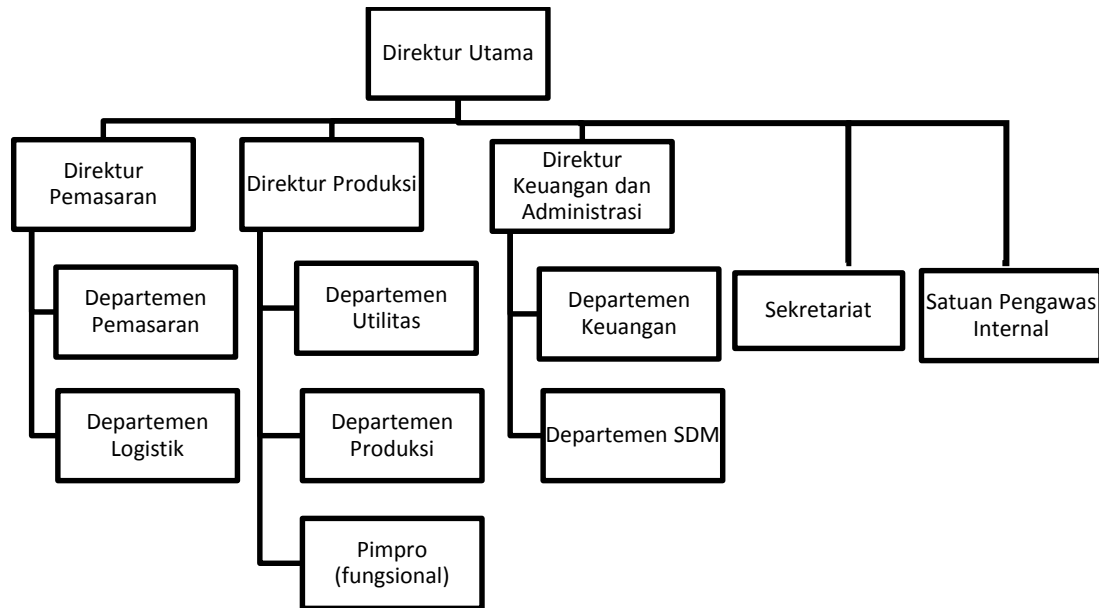 Direktur Utama
Direktur
Pemasaran
Direktur Produksi
Direktur
Keuangan dan
Administrasi
Departemen
Pemasaran
Departemen
Utilitas
Departemen
Keuangan
Sekretariat
Satuan Pengawas
Internal
Departemen
Logistik
Departemen
Produksi
Departemen SDM
Pimpro
(fungsional)